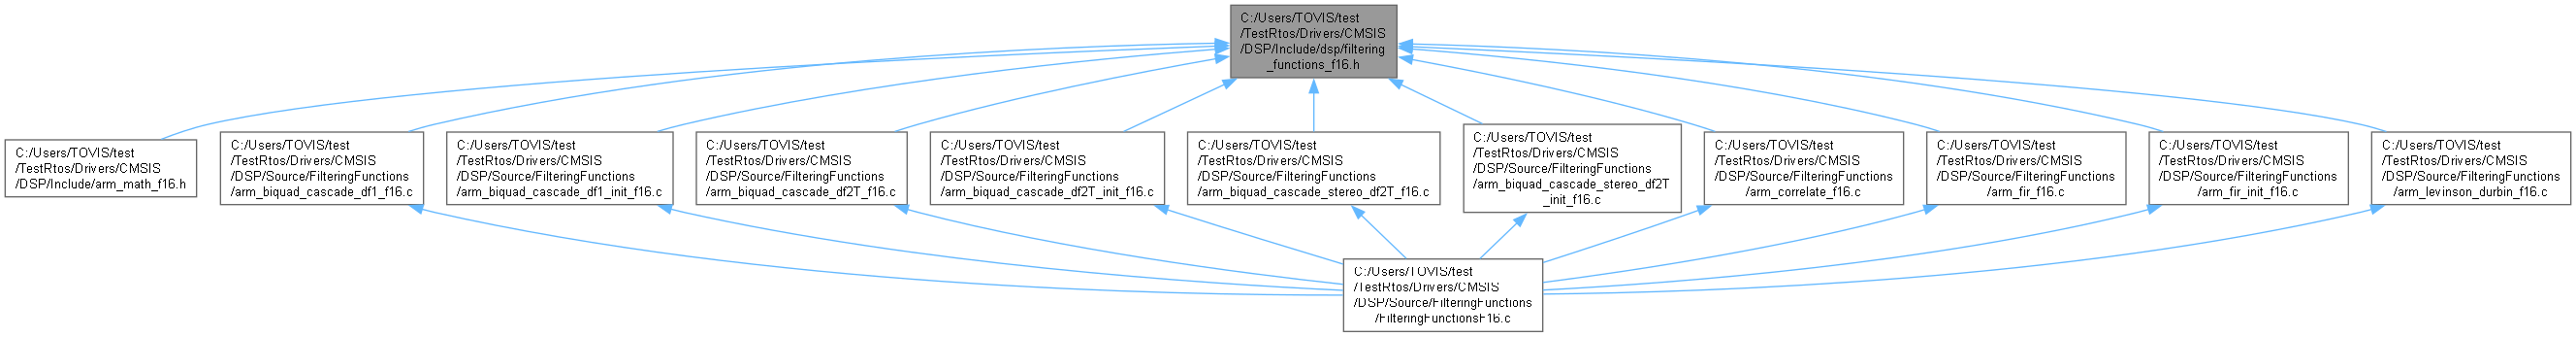 C:/Users/TOVIS/test
/TestRtos/Drivers/CMSIS
/DSP/Include/dsp/filtering
_functions_f16.h
C:/Users/TOVIS/test
/TestRtos/Drivers/CMSIS
/DSP/Include/arm_math_f16.h
C:/Users/TOVIS/test
/TestRtos/Drivers/CMSIS
/DSP/Source/FilteringFunctions
/arm_biquad_cascade_df1_f16.c
C:/Users/TOVIS/test
/TestRtos/Drivers/CMSIS
/DSP/Source/FilteringFunctions
/arm_biquad_cascade_df1_init_f16.c
C:/Users/TOVIS/test
/TestRtos/Drivers/CMSIS
/DSP/Source/FilteringFunctions
/arm_biquad_cascade_df2T_f16.c
C:/Users/TOVIS/test
/TestRtos/Drivers/CMSIS
/DSP/Source/FilteringFunctions
/arm_biquad_cascade_df2T_init_f16.c
C:/Users/TOVIS/test
/TestRtos/Drivers/CMSIS
/DSP/Source/FilteringFunctions
/arm_biquad_cascade_stereo_df2T_f16.c
C:/Users/TOVIS/test
/TestRtos/Drivers/CMSIS
/DSP/Source/FilteringFunctions
/arm_biquad_cascade_stereo_df2T
_init_f16.c
C:/Users/TOVIS/test
/TestRtos/Drivers/CMSIS
/DSP/Source/FilteringFunctions
/arm_correlate_f16.c
C:/Users/TOVIS/test
/TestRtos/Drivers/CMSIS
/DSP/Source/FilteringFunctions
/arm_fir_f16.c
C:/Users/TOVIS/test
/TestRtos/Drivers/CMSIS
/DSP/Source/FilteringFunctions
/arm_fir_init_f16.c
C:/Users/TOVIS/test
/TestRtos/Drivers/CMSIS
/DSP/Source/FilteringFunctions
/arm_levinson_durbin_f16.c
C:/Users/TOVIS/test
/TestRtos/Drivers/CMSIS
/DSP/Source/FilteringFunctions
/FilteringFunctionsF16.c